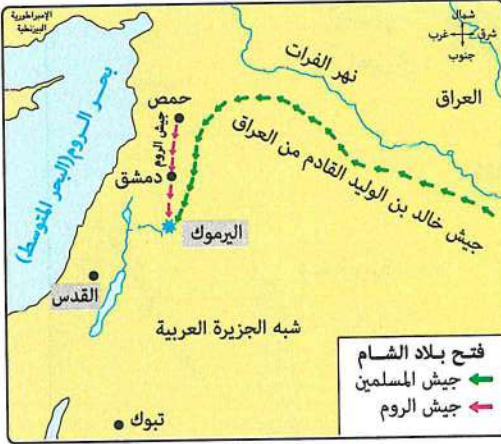 الإمبراطورية
البيزنطية
شمال
شرق
غرب
جنوب
نهر الفرات
العراق
بحر الروم (البحر المتوسط)
حمص
جيش الروم
دمشق
جيش خالد بن الوليد القادم من العراق
اليرموك
القدس
شبه الجزيرة العربية
تبوك
فتح بلاد الشام
جيش المسلمين
جيش الروم